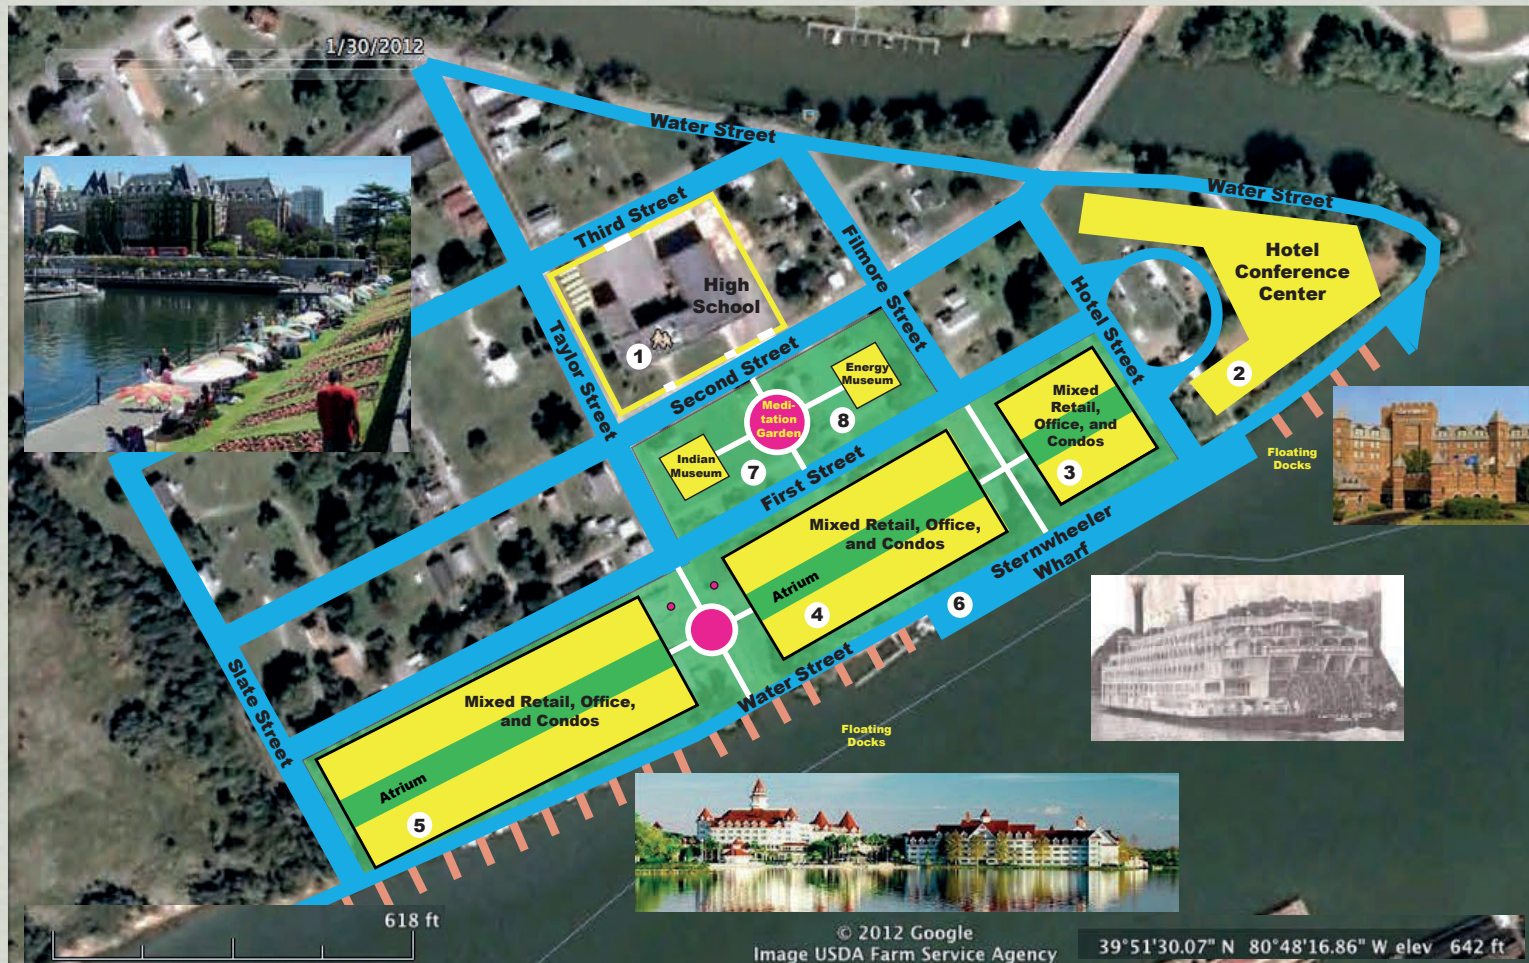 1/30/2012
Water Street
Water Street
Third Street
Hotel
Conference
Center
Filmore Street
High
School
Hotel Street
Taylor Street
1
Second Street
Energy
Museum
2
Medi-
tation
Garden
8
Mixed
Retail,
Office, and
Condos
Indian
Museum
7
First Street
3
Floating
Docks
Mixed Retail, Office,
and Condos
Sternwheeler
Wharf
Atrium
4
6
Slate Street
Water Street
Mixed Retail, Office,
and Condos
Floating
Docks
Atrium
5
618 ft
© 2012 Google
Image USDA Farm Service Agency
39°51'30.07" N 80°48'16.86" W elev 642 ft